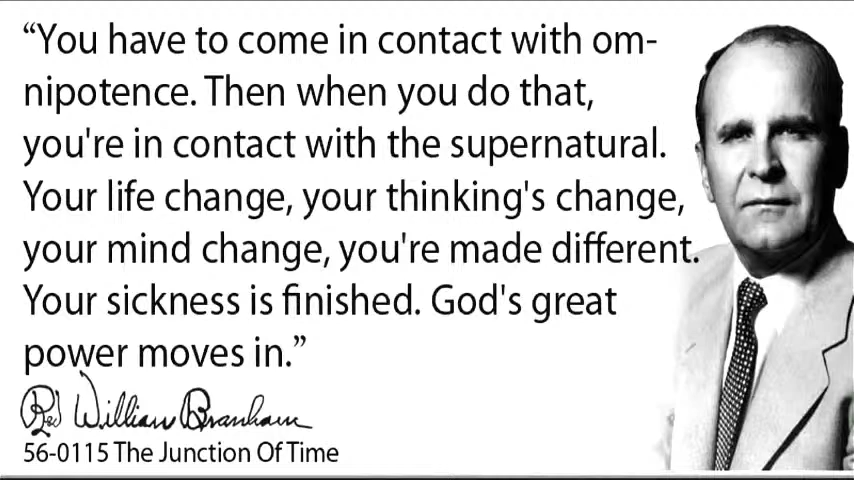 “You have to come in contact with om-
nipotence. Then when you do that,
you're in contact with the supernatural.
Your life change, your thinking's change,
your mind change, you're made different.
Your sickness is finished. God's great
power moves in.”
Rev William Branham
56-0115 The Junction Of Time